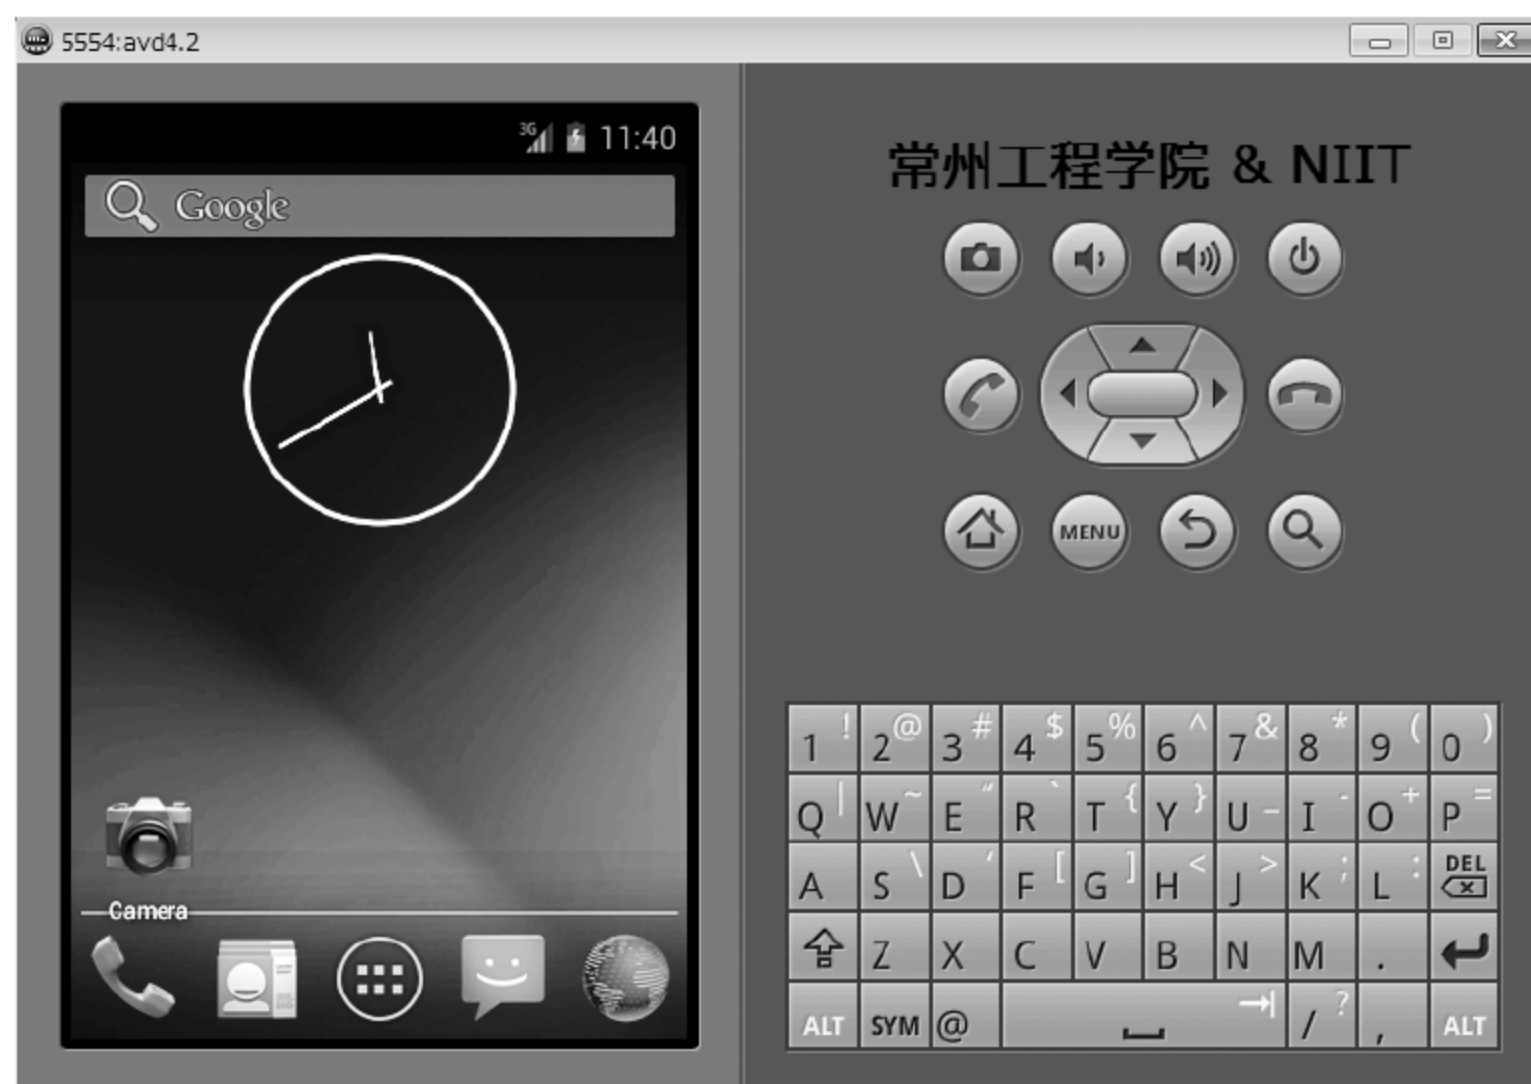 5554:avd4.2
3G 11:40
Google
Camera
常州工程学院 & NIIT
MENU
1 ! 2 @ 3 # 4 $ 5 % 6 ^ 7 & 8 * 9 ( 0 )
Q | W ~ E " R ` T { Y } U _ I - O + P =
A S \ D ' F [ G ] H < J > K ; L : DEL
Z X C V B N M .
ALT SYM @ / ? , ALT